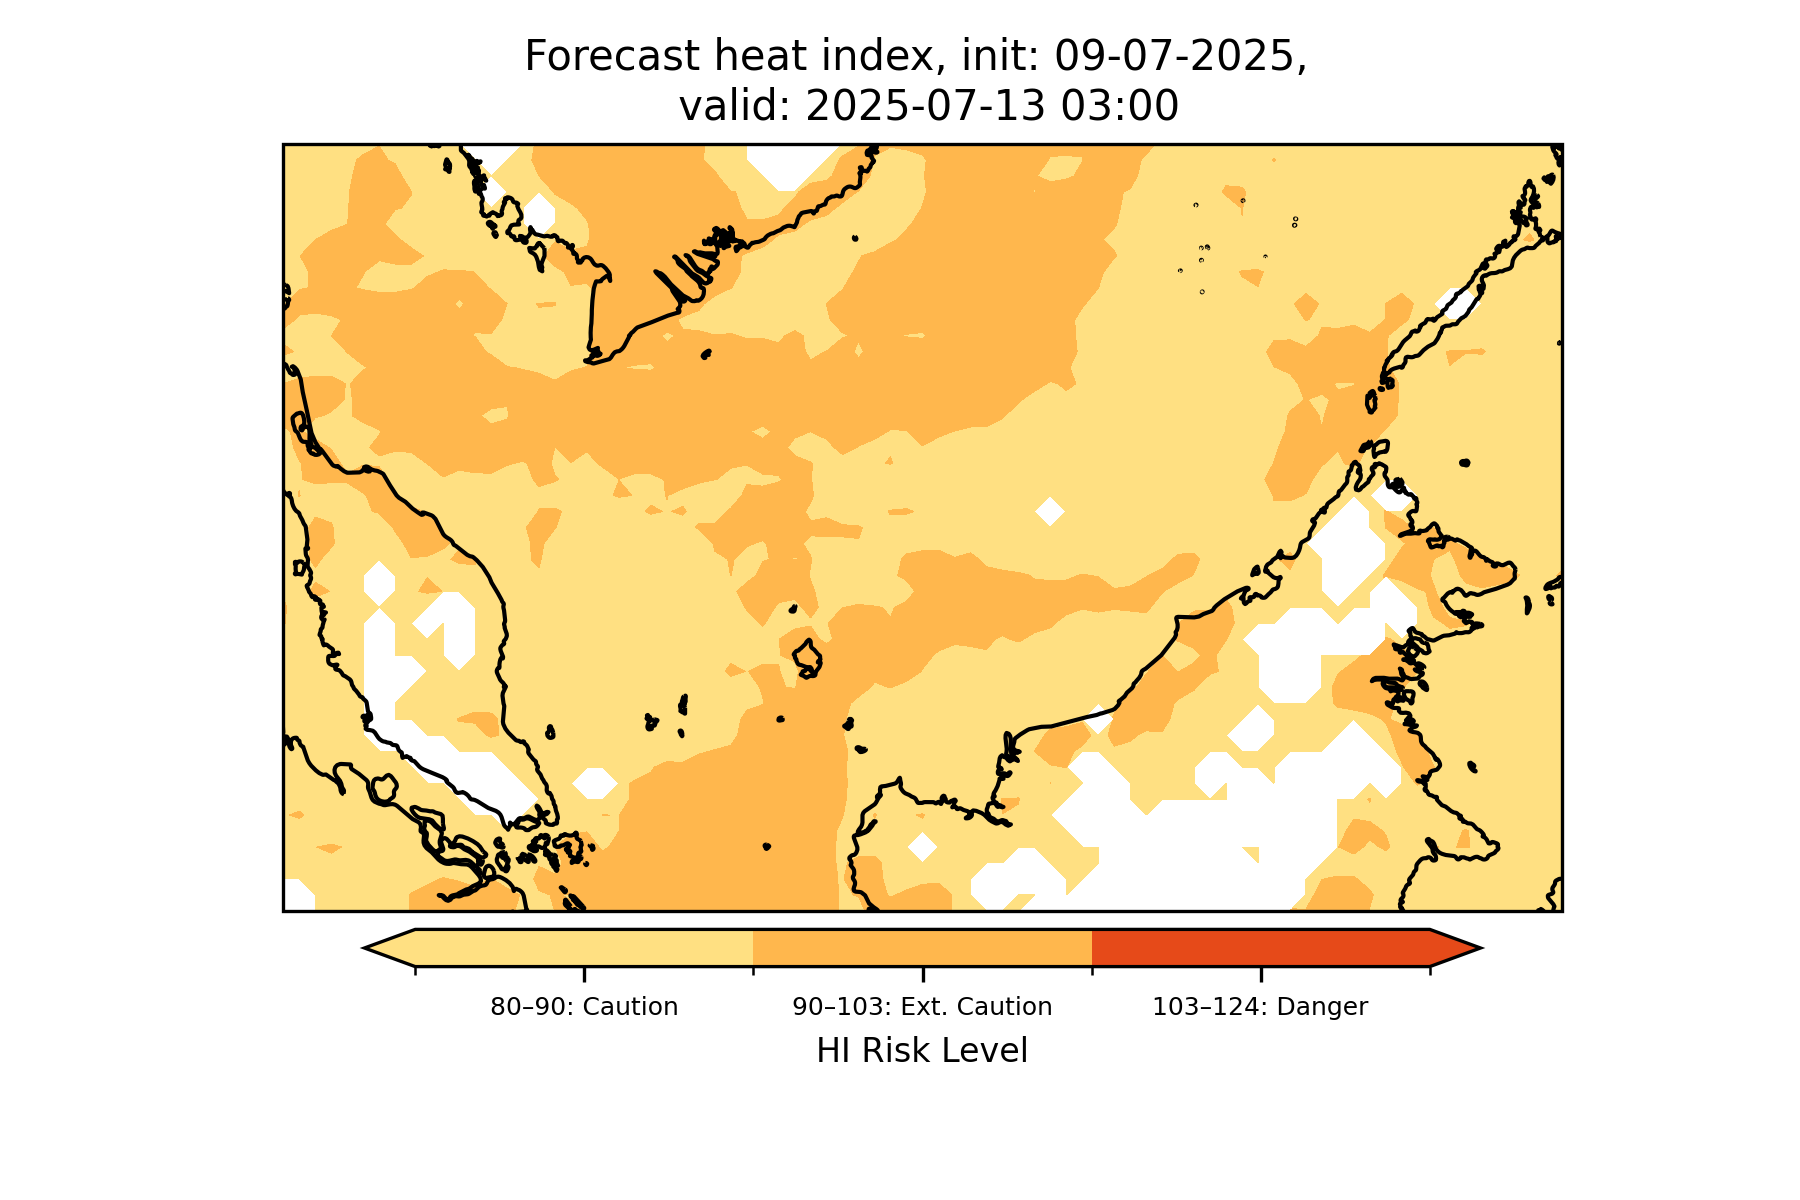 Forecast heat index, init: 09-07-2025,
valid: 2025-07-13 03:00
80–90: Caution
90–103: Ext. Caution
103–124: Danger
HI Risk Level